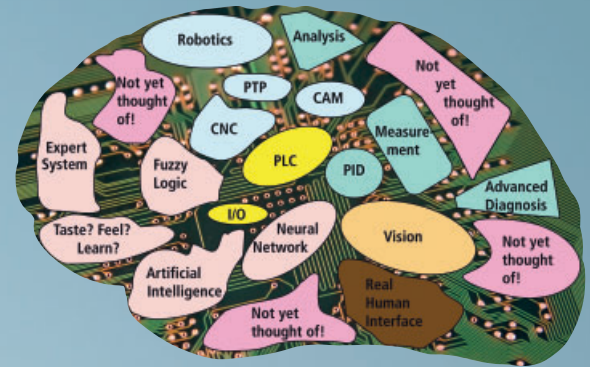 Robotics
Analysis
Not yet
thought
of!
PTP
CAM
Not
yet
thought
of!
CNC
Measure-
ment
Expert
System
Fuzzy
Logic
PLC
PID
Advanced
Diagnosis
I/O
Taste? Feel?
Learn?
Neural
Network
Vision
Not yet
thought
of!
Artificial
Intelligence
Real
Human
Interface
Not yet
thought of!